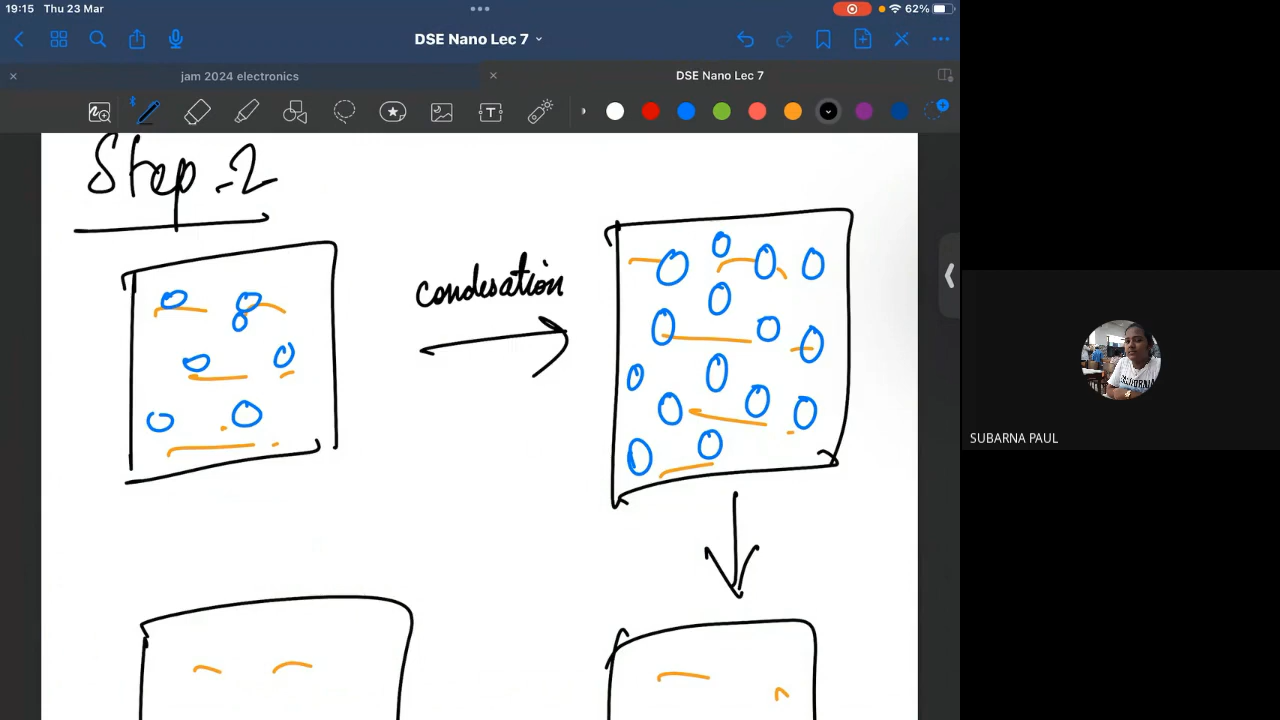 19:15 Thu 23 Mar
62%
DSE Nano Lec 7
jam 2024 electronics
DSE Nano Lec 7
Step -2
condesation
SUBARNA PAUL